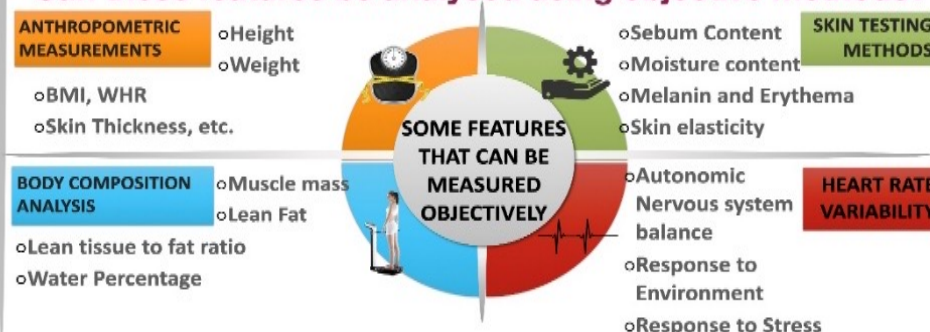 ANTHROPOMETRIC
MEASUREMENTS
oHeight
oWeight
oBMI, WHR
oSkin Thickness, etc.
oSebum Content
oMoisture content
oMelanin and Erythema
oSkin elasticity
SKIN TESTING
METHODS
SOME FEATURES
THAT CAN BE
MEASURED
OBJECTIVELY
BODY COMPOSITION
ANALYSIS
oMuscle mass
oLean Fat
oLean tissue to fat ratio
oWater Percentage
oAutonomic
Nervous system
balance
oResponse to
Environment
oResponse to Stress
HEART RATE
VARIABILITY